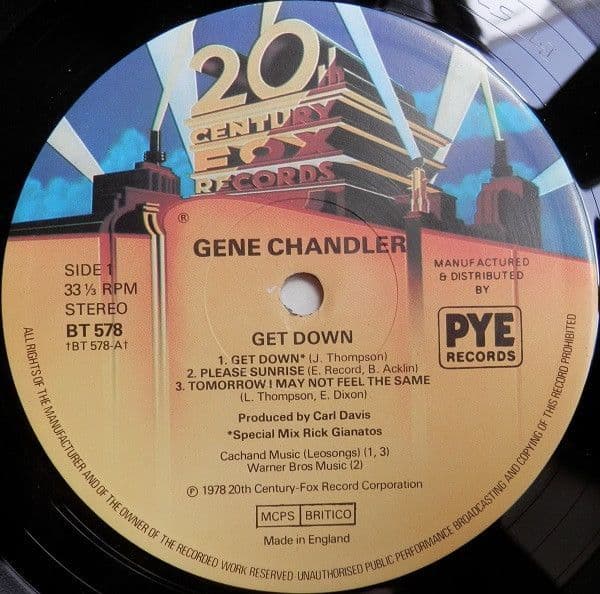 20th
CENTURY
FOX
RECORDS
®
GENE CHANDLER
SIDE 1
33 ⅓ RPM
STEREO
BT 578
†BT 578-A†
MANUFACTURED
& DISTRIBUTED
BY
PYE
RECORDS
GET DOWN
1. GET DOWN* (J. Thompson)
2. PLEASE SUNRISE (E. Record, B. Acklin)
3. TOMORROW I MAY NOT FEEL THE SAME
(L. Thompson, E. Dixon)
Produced by Carl Davis
*Special Mix Rick Gianatos
Cachand Music (Leosongs) (1, 3)
Warner Bros Music (2)
℗ 1978 20th Century-Fox Record Corporation
MCPS BRITICO
Made in England
ALL RIGHTS OF THE MANUFACTURER AND OF THE OWNER OF THE RECORDED WORK RESERVED UNAUTHORISED PUBLIC PERFORMANCE BROADCASTING AND COPYING OF THIS RECORD PROHIBITED